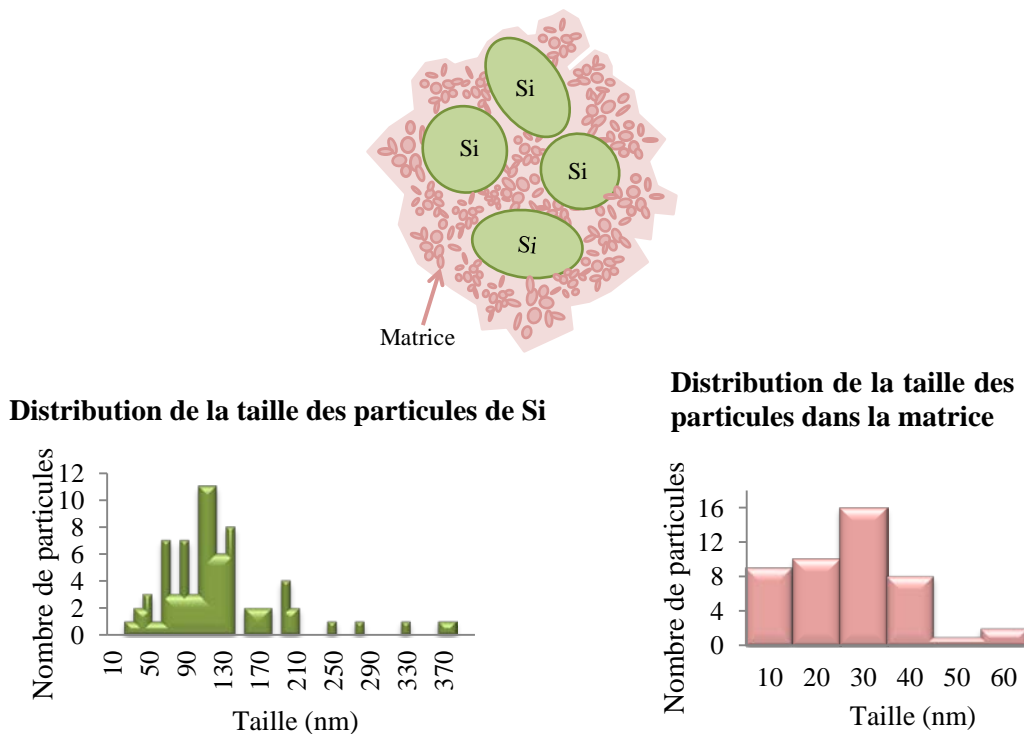 Si
Si
Si
Si
Matrice
Distribution de la taille des particules de Si
Nombre de particules
12
10
8
6
4
2
0
10 50 90 130 170 210 250 290 330 370
Taille (nm)
Distribution de la taille des
particules dans la matrice
Nombre de particules
16
12
8
4
0
10 20 30 40 50 60
Taille (nm)